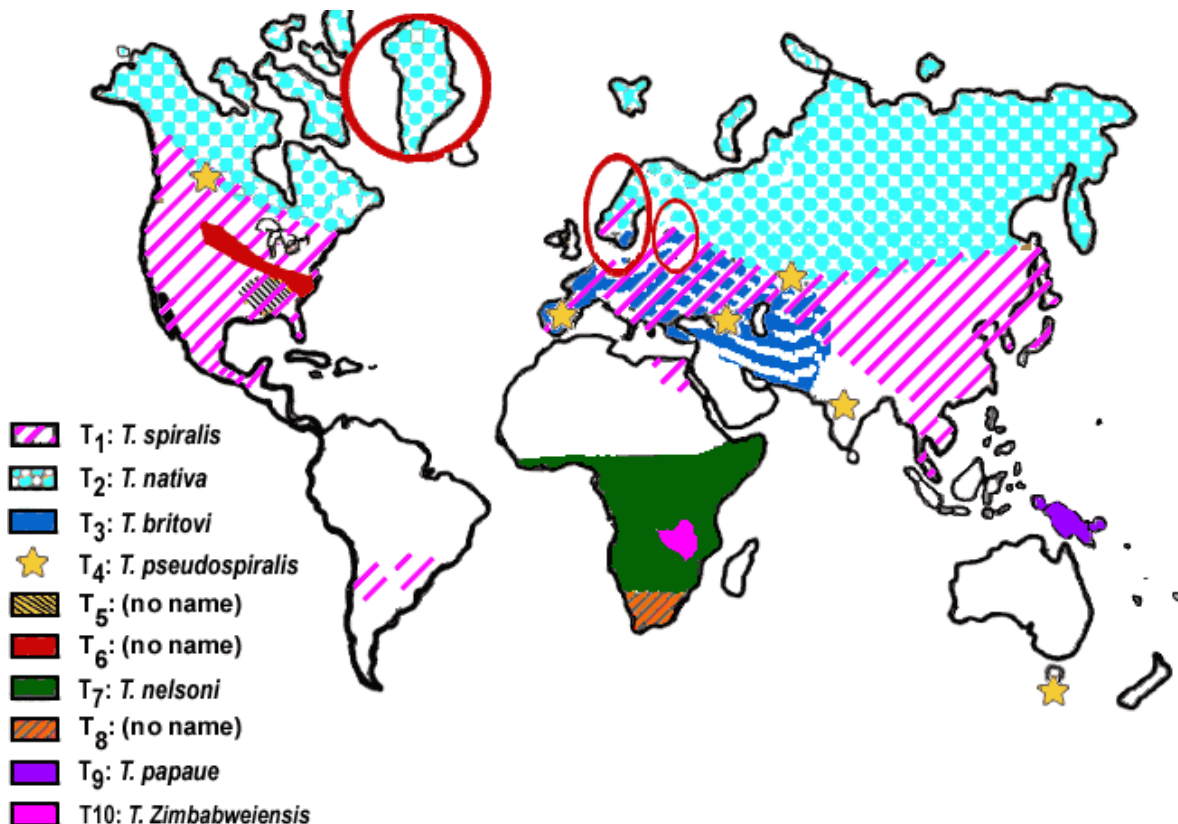 T1: T. spiralis
T2: T. nativa
T3: T. britovi
T4: T. pseudospiralis
T5: (no name)
T6: (no name)
T7: T. nelsoni
T8: (no name)
T9: T. papaue
T10: T. Zimbabweiensis